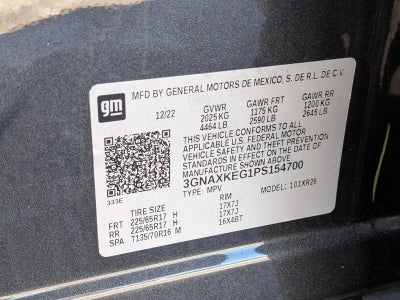 gm
MFD BY GENERAL MOTORS DE MEXICO, S. DE R.L. DE C.V.
12/22 GVWR GAWR FRT GAWR RR
2025 KG 1175 KG 1200 KG
4464 LB 2590 LB 2645 LB
THIS VEHICLE CONFORMS TO ALL
APPLICABLE U.S. FEDERAL MOTOR
VEHICLE SAFETY AND THEFT PREVENTION
STANDARDS IN EFFECT ON THE DATE OF
MANUFACTURE SHOWN ABOVE.
3GNAXKEG1PS154700
333E TYPE: MPV MODEL: 101XR26
TIRE SIZE RIM
FRT 225/65R17 H 17X7J
RR 225/65R17 H 17X7J
SPA T135/70R16 M 16X4BT